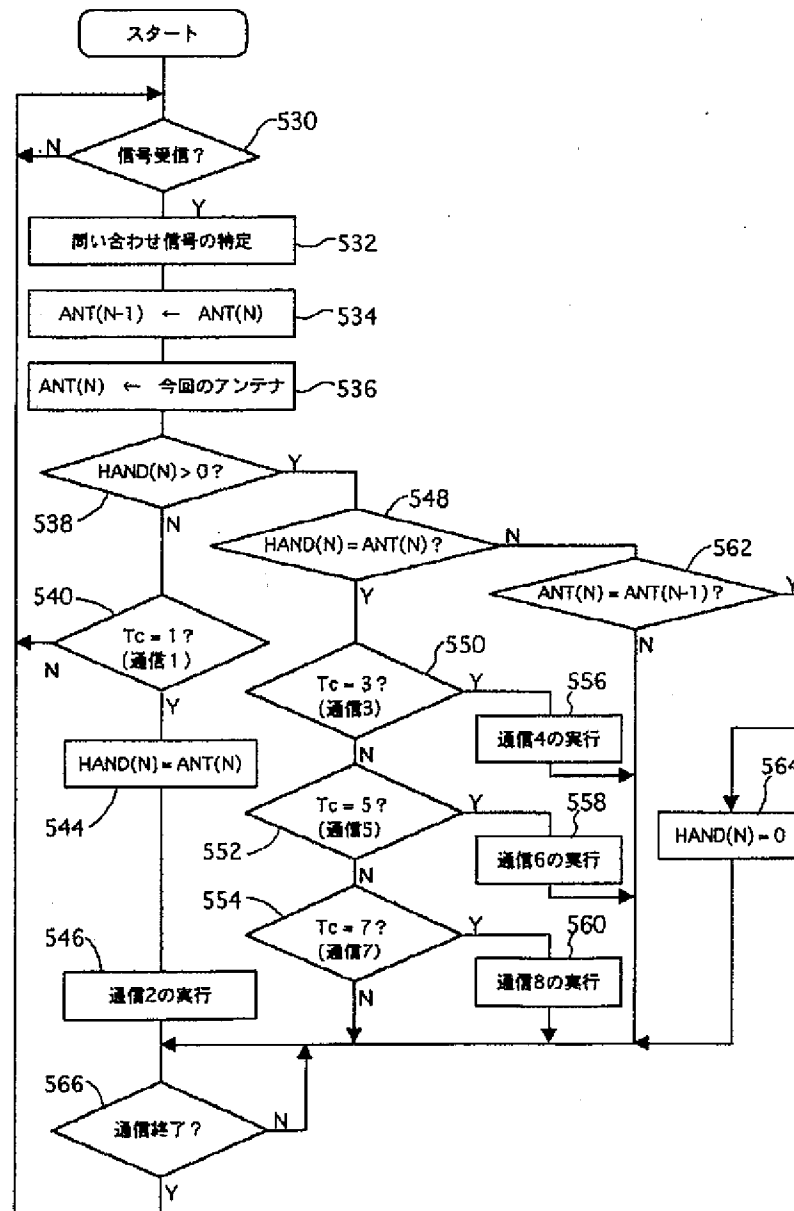 スタート
530
信号受信?
N
Y
問い合わせ信号の特定
532
ANT(N-1) ← ANT(N)
534
ANT(N) ← 今回のアンテナ
536
HAND(N) > 0?
Y
538
N
548
HAND(N) = ANT(N)?
N
Y
562
ANT(N) = ANT(N-1)?
Y
N
540
Tc = 1?
(通信1)
N
Y
550
Tc = 3?
(通信3)
Y
N
556
通信4の実行
HAND(N) = ANT(N)
544
Tc = 5?
(通信5)
Y
552
N
558
通信6の実行
564
HAND(N) = 0
554
Tc = 7?
(通信7)
Y
N
560
通信8の実行
546
通信2の実行
566
通信終了?
N
Y